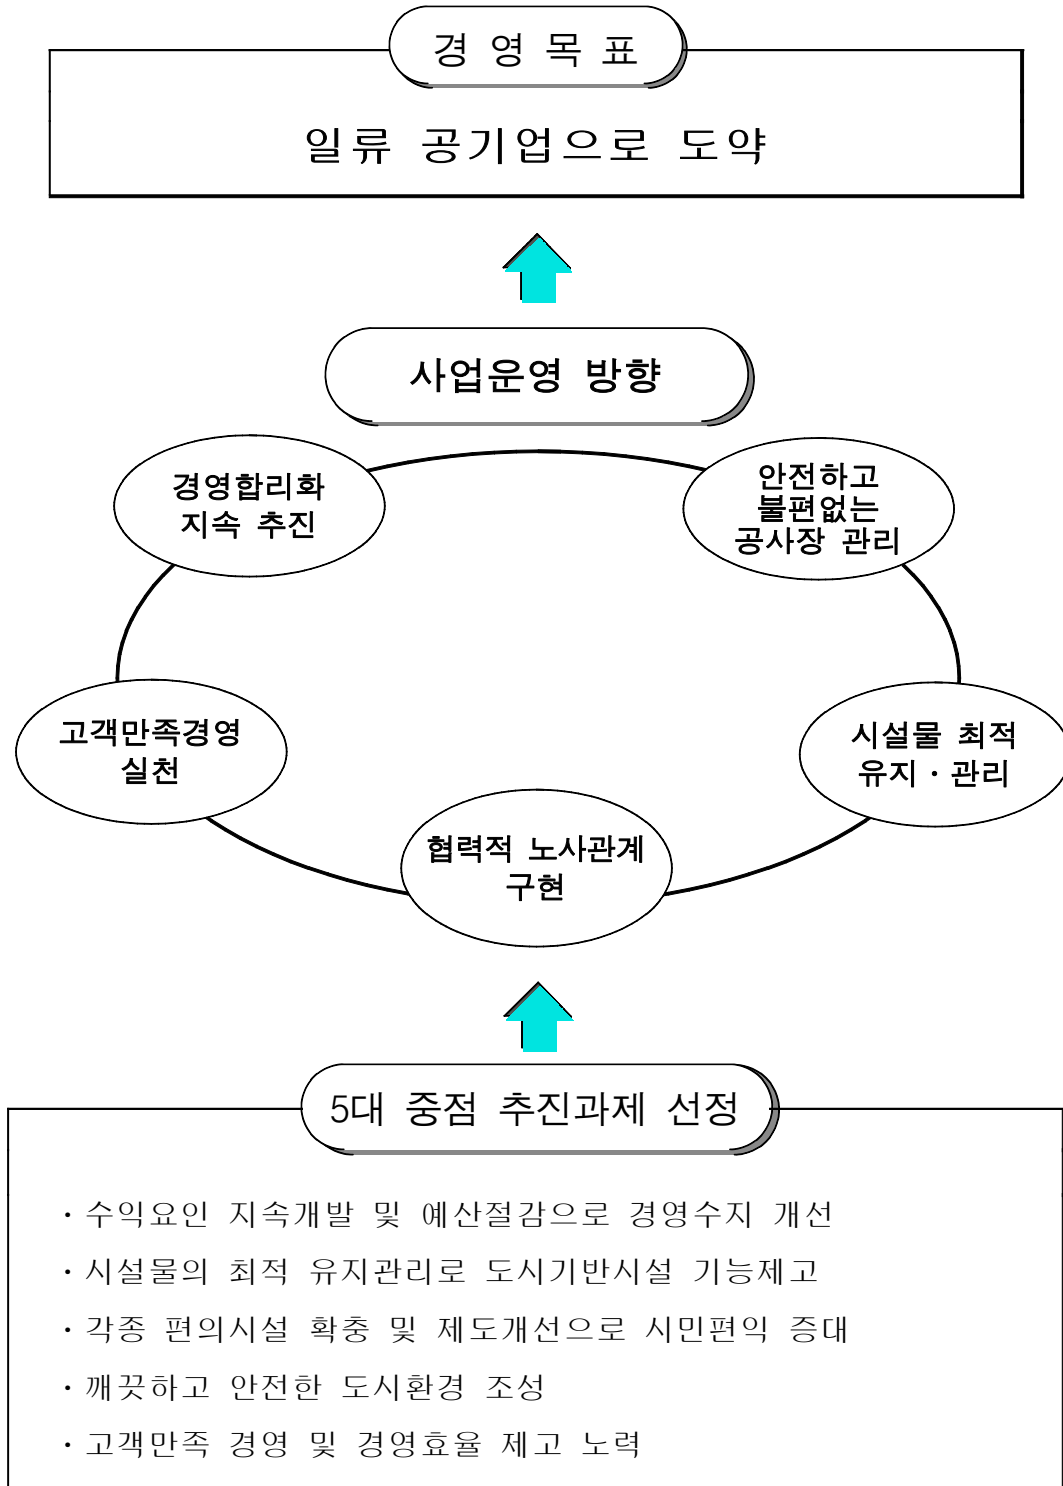 경 영 목 표
일류 공기업으로 도약
사업운영 방향
경영합리화
지속 추진
안전하고
불편없는
공사장 관리
고객만족경영
실천
시설물 최적
유지·관리
협력적 노사관계
구현
5대 중점 추진과제 선정
·수익요인 지속개발 및 예산절감으로 경영수지 개선
·시설물의 최적 유지관리로 도시기반시설 기능제고
·각종 편의시설 확충 및 제도개선으로 시민편익 증대
·깨끗하고 안전한 도시환경 조성
·고객만족 경영 및 경영효율 제고 노력